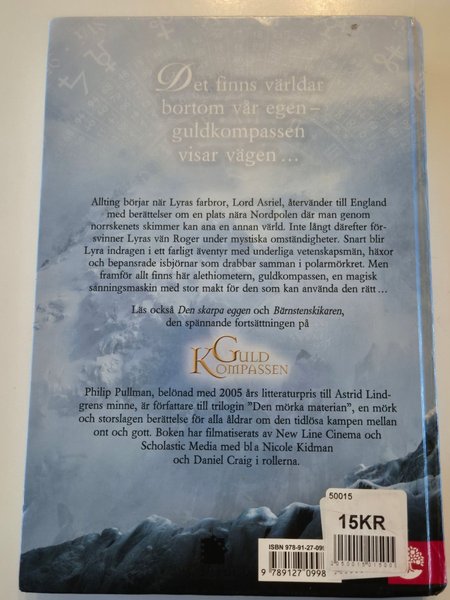 Det finns världar
bortom vår egen –
guldkompassen
visar vägen ...
Allting börjar när Lyras farbror, Lord Asriel, återvänder till England
med berättelser om en plats nära Nordpolen där man genom
norrskenets skimmer kan ana en annan värld. Inte långt därefter för-
svinner Lyras vän Roger under mystiska omständigheter. Snart blir
Lyra indragen i ett farligt äventyr med underliga vetenskapsmän, häxor
och bepansrade isbjörnar som drabbar samman i polarmörkret. Men
framför allt finns här alethiometern, guldkompassen, en magisk
sanningsmaskin med stor makt för den som kan använda den rätt ...
Läs också Den skarpa eggen och Bärnstenskikaren,
den spännande fortsättningen på
GULD
KOMPASSEN
Philip Pullman, belönad med 2005 års litteraturpris till Astrid Lind-
grens minne, är författare till trilogin ”Den mörka materian”, en mörk
och storslagen berättelse för alla åldrar om den tidlösa kampen mellan
ont och gott. Boken har filmatiserats av New Line Cinema och
Scholastic Media med bl a Nicole Kidman
och Daniel Craig i rollerna.
50015
15KR
ISBN 978-91-27-09
9 789127 0998